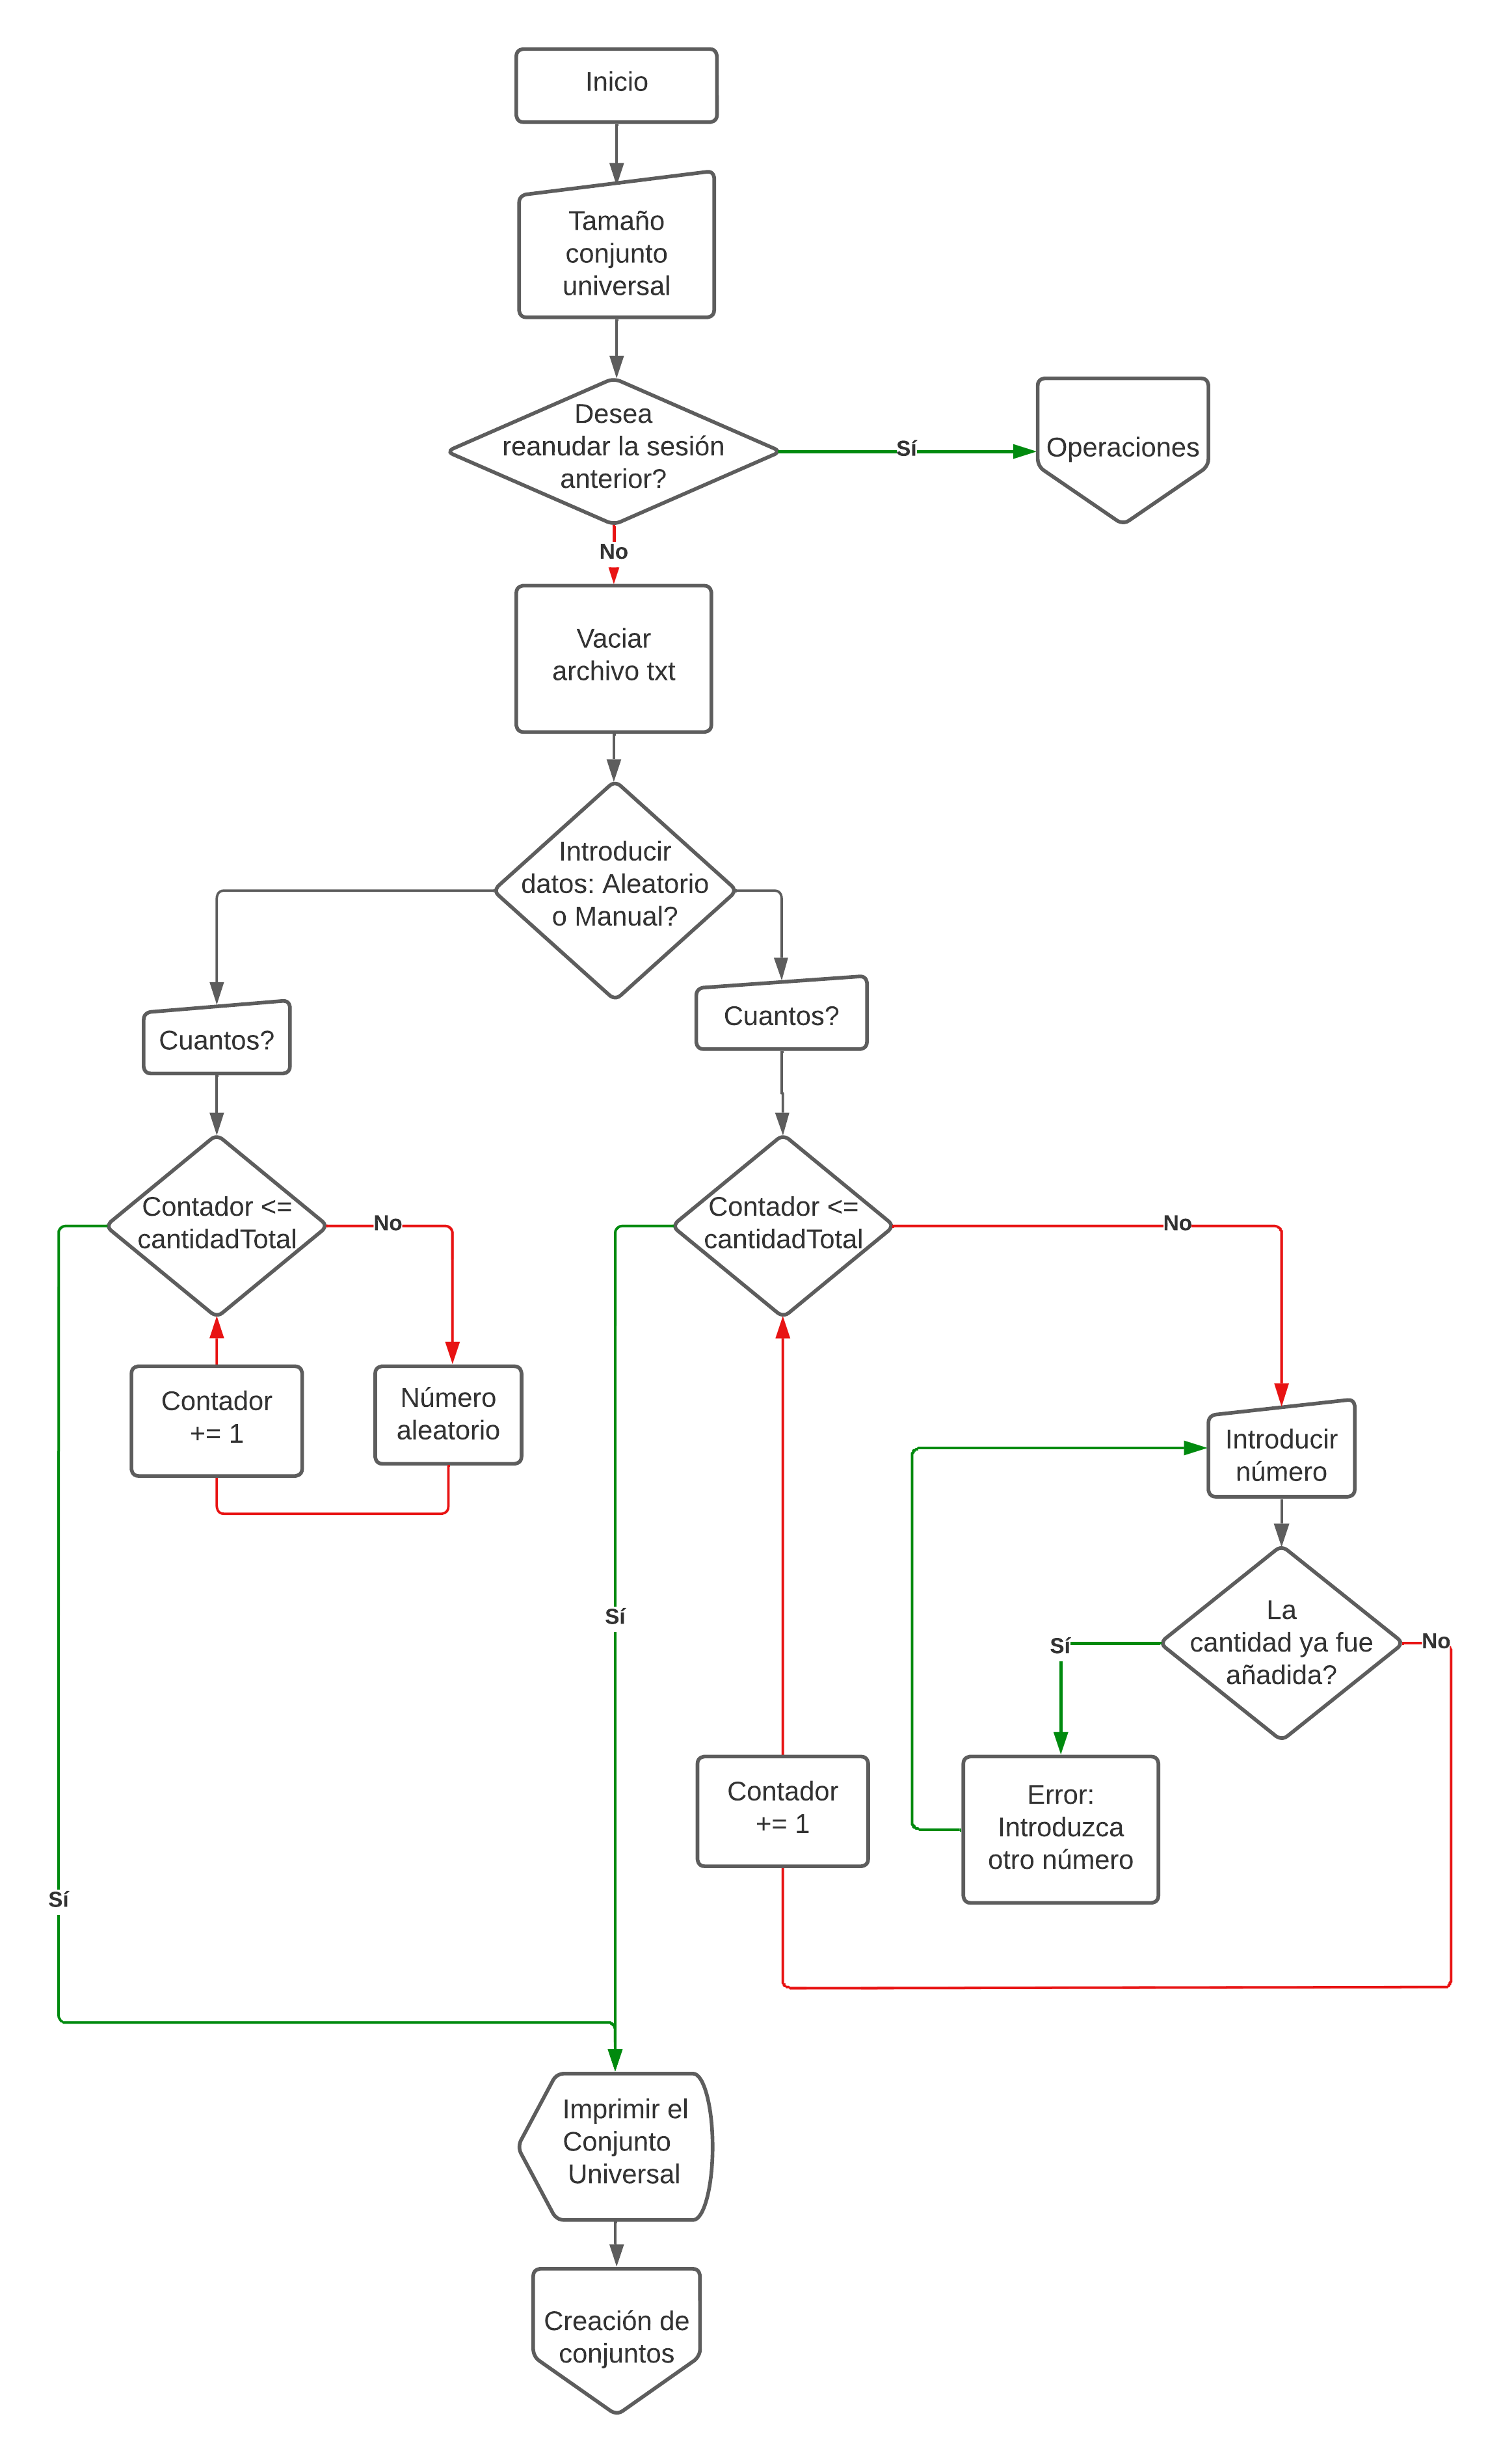 Inicio
Tamaño
conjunto
universal
Desea
reanudar la sesión
anterior?
Sí
Operaciones
No
Vaciar
archivo txt
Introducir
datos: Aleatorio
o Manual?
Cuantos?
Cuantos?
Contador <=
cantidadTotal
No
Contador
+= 1
Número
aleatorio
Sí
Contador <=
cantidadTotal
No
Introducir
número
La
cantidad ya fue
añadida?
Sí
No
Error:
Introduzca
otro número
Contador
+= 1
Sí
Imprimir el
Conjunto
Universal
Creación de
conjuntos